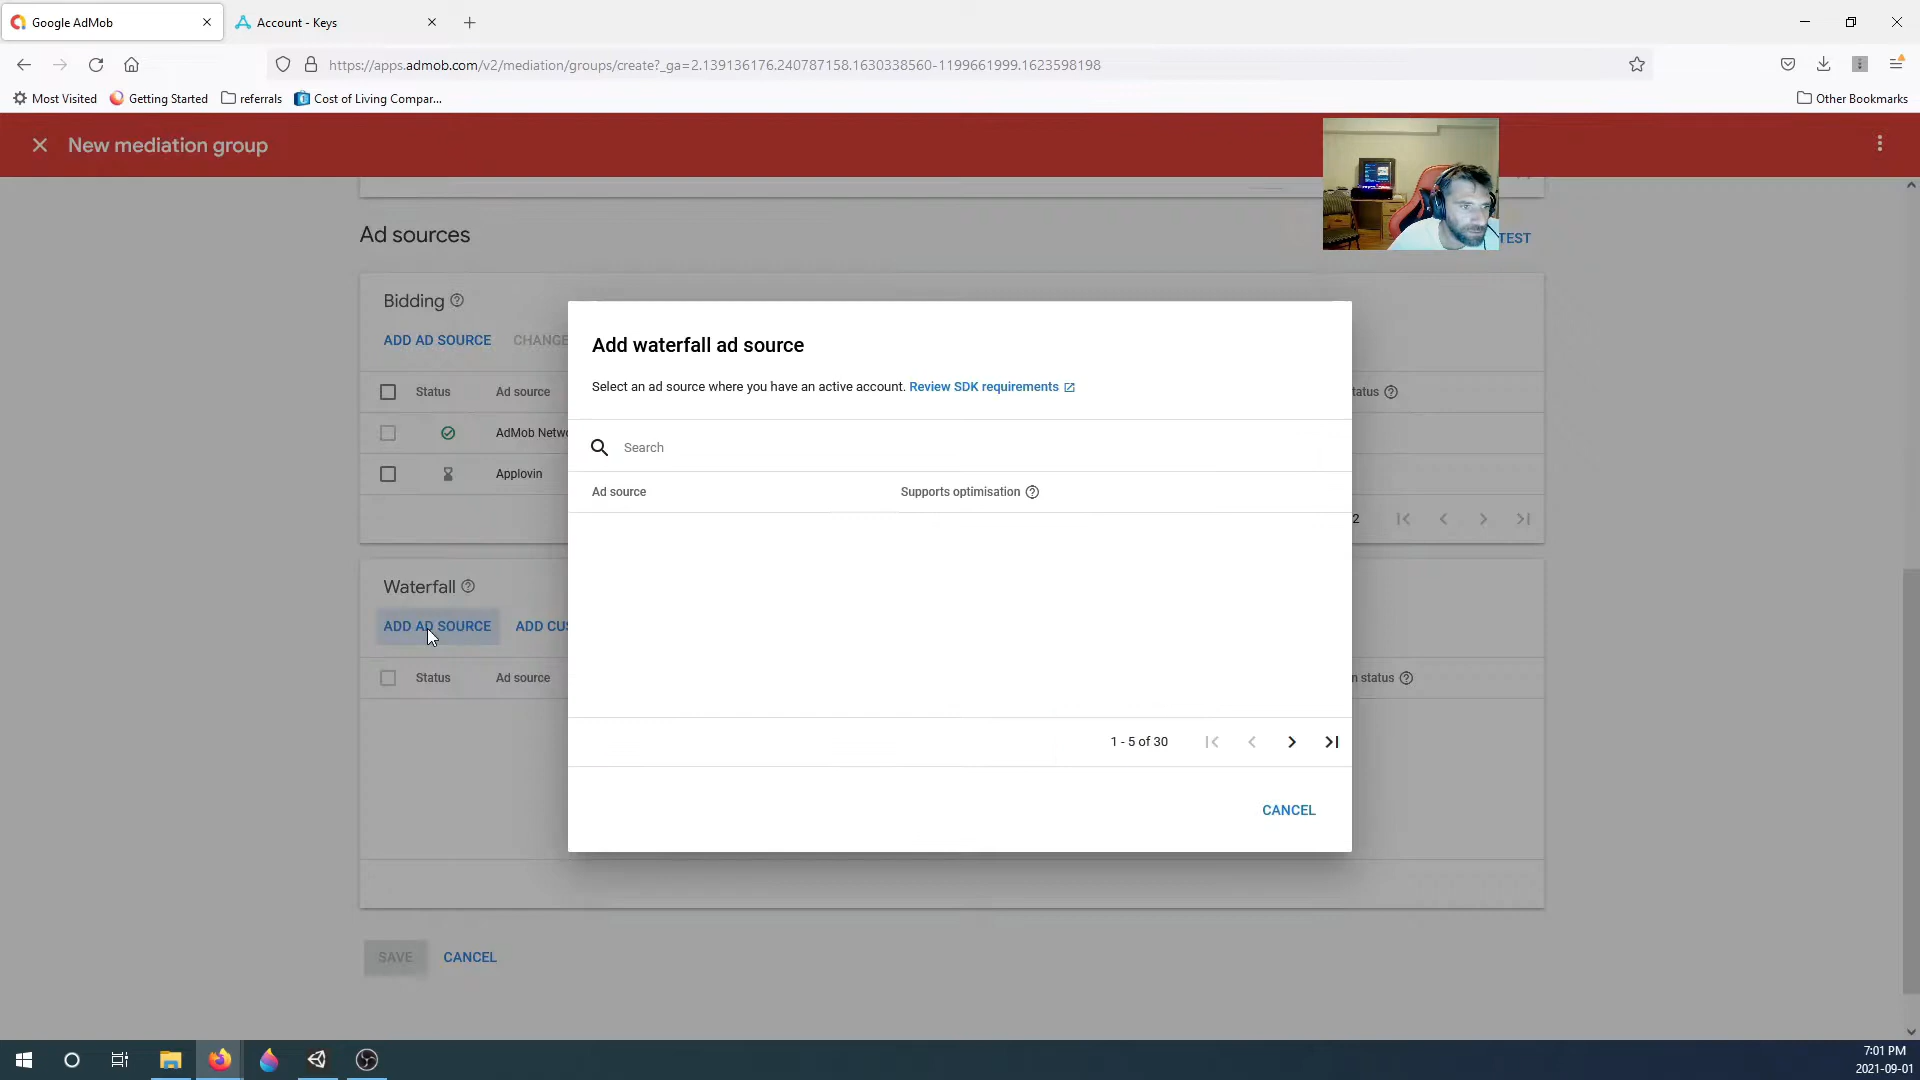 Google AdMob
Account - Keys
https://apps.admob.com/v2/mediation/groups/create?_ga=2.139136176.240787158.1630338560-1199661999.1623598198
Most Visited
Getting Started
referrals
Cost of Living Compar...
Other Bookmarks
New mediation group
Ad sources
TEST
Bidding
ADD AD SOURCE
CHANGE
Status
Ad source
tatus
AdMob Netwo
Applovin
2
Add waterfall ad source
Select an ad source where you have an active account. Review SDK requirements
Search
Ad source
Supports optimisation
1 - 5 of 30
CANCEL
Waterfall
ADD AD SOURCE
ADD CUS
Status
Ad source
n status
SAVE
CANCEL
7:01 PM
2021-09-01